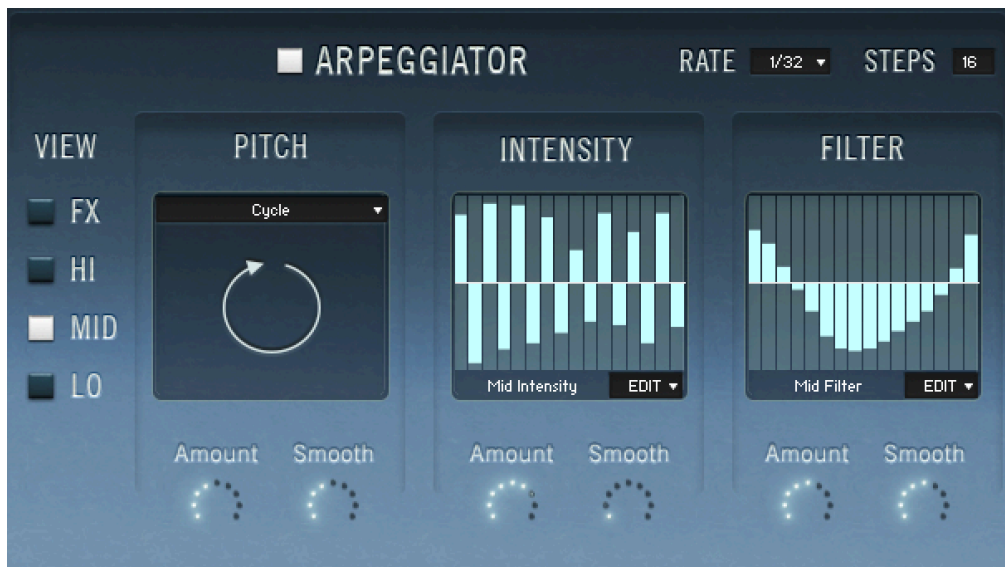 ARPEGGIATOR
RATE 1/32
STEPS 16
VIEW
FX
HI
MID
LO
PITCH
Cycle
Amount Smooth
INTENSITY
Mid Intensity EDIT
Amount Smooth
FILTER
Mid Filter EDIT
Amount Smooth